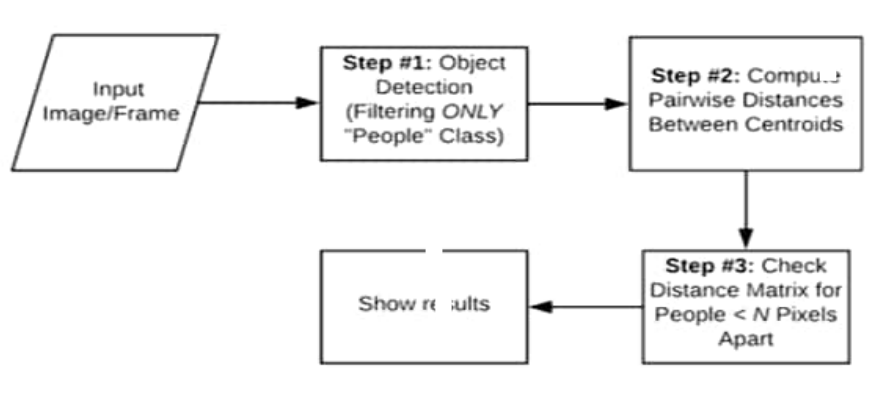 Input
Image/Frame
Step #1: Object
Detection
(Filtering ONLY
"People" Class)
Step #2:
Pairwise Distances
Between Centroids
Step #3: Check
Distance Matrix for
People < N Pixels
Apart
Show